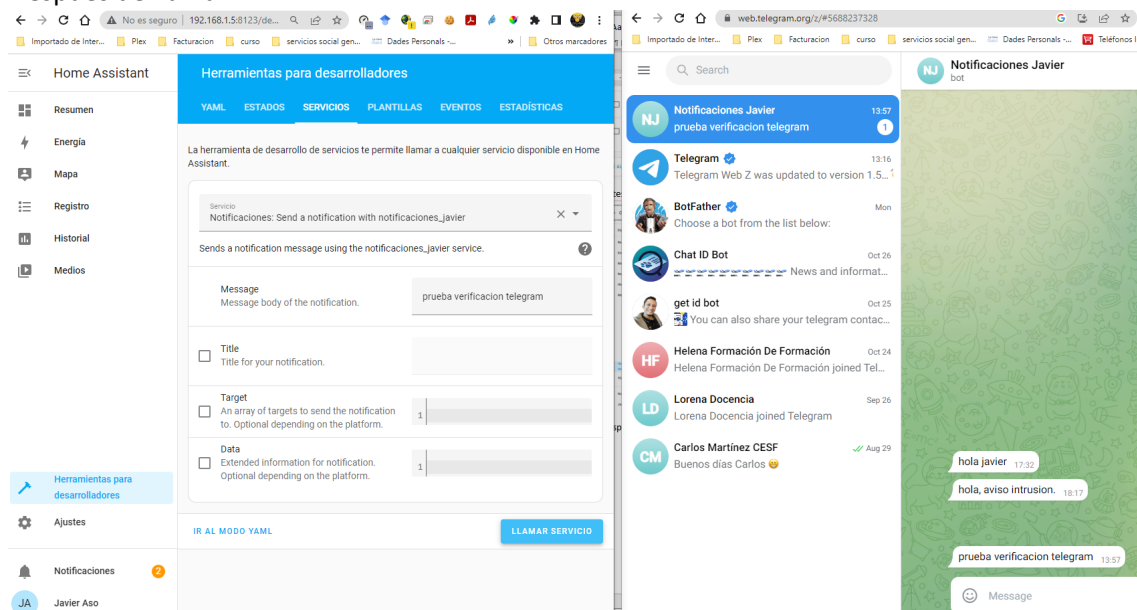 No es seguro | 192.168.1.5:8123/de...
Importado de Inter... Plex Facturacion curso servicios social gen... Dades Personals -... » Otros marcadores
Home Assistant
Resumen
Energía
Mapa
Registro
Historial
Medios
Herramientas para
desarrolladores
Ajustes
Notificaciones 2
JA Javier Aso
Herramientas para desarrolladores
YAML ESTADOS SERVICIOS PLANTILLAS EVENTOS ESTADÍSTICAS
La herramienta de desarrollo de servicios te permite llamar a cualquier servicio disponible en Home
Assistant.
Servicio
Notificaciones: Send a notification with notificaciones_javier
Sends a notification message using the notificaciones_javier service.
Message
Message body of the notification.
prueba verificacion telegram
Title
Title for your notification.
Target
An array of targets to send the notification
to. Optional depending on the platform.
1
Data
Extended information for notification.
Optional depending on the platform.
1
IR AL MODO YAML
LLAMAR SERVICIO
web.telegram.org/z/#5688237328
Importado de Inter... Plex Facturacion curso servicios social gen... Dades Personals -... Teléfonos
Search
NJ Notificaciones Javier 13:57
prueba verificacion telegram 1
Telegram 13:16
Telegram Web Z was updated to version 1.5...
BotFather Mon
Choose a bot from the list below:
Chat ID Bot Oct 26
News and informat...
get id bot Oct 25
You can also share your telegram contac...
HF Helena Formación De Formación Oct 24
Helena Formación De Formación joined Tel...
LD Lorena Docencia Sep 26
Lorena Docencia joined Telegram
CM Carlos Martínez CESF Aug 29
Buenos días Carlos 😄
NJ Notificaciones Javier
bot
hola javier 17:32
hola, aviso intrusion. 18:17
prueba verificacion telegram 13:57
Message